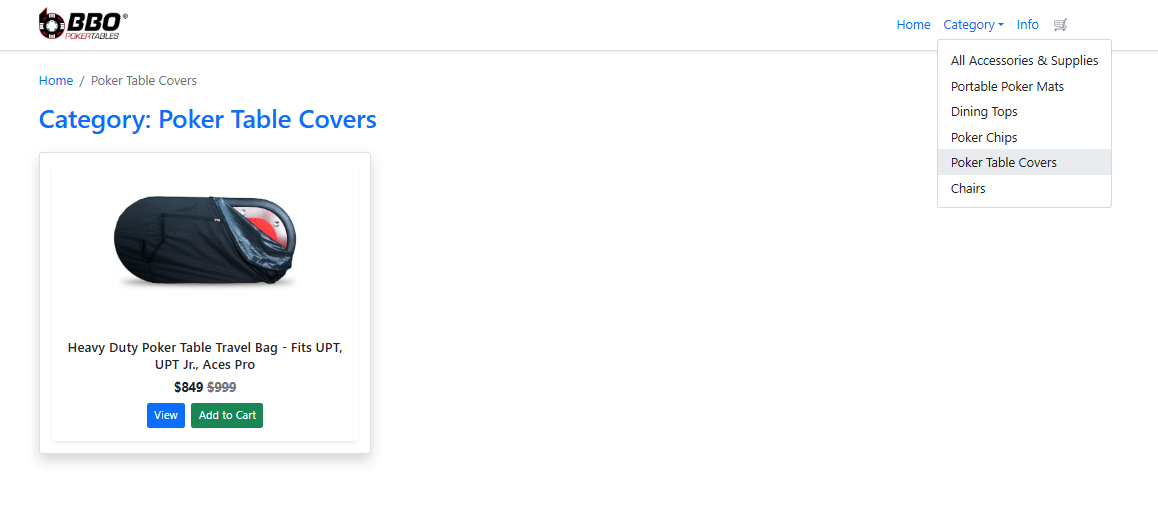 BBO®
POKERTABLES
Home Category Info
All Accessories & Supplies
Portable Poker Mats
Dining Tops
Poker Chips
Poker Table Covers
Chairs
Home / Poker Table Covers
Category: Poker Table Covers
Heavy Duty Poker Table Travel Bag - Fits UPT,
UPT Jr., Aces Pro
$849 $999
View Add to Cart